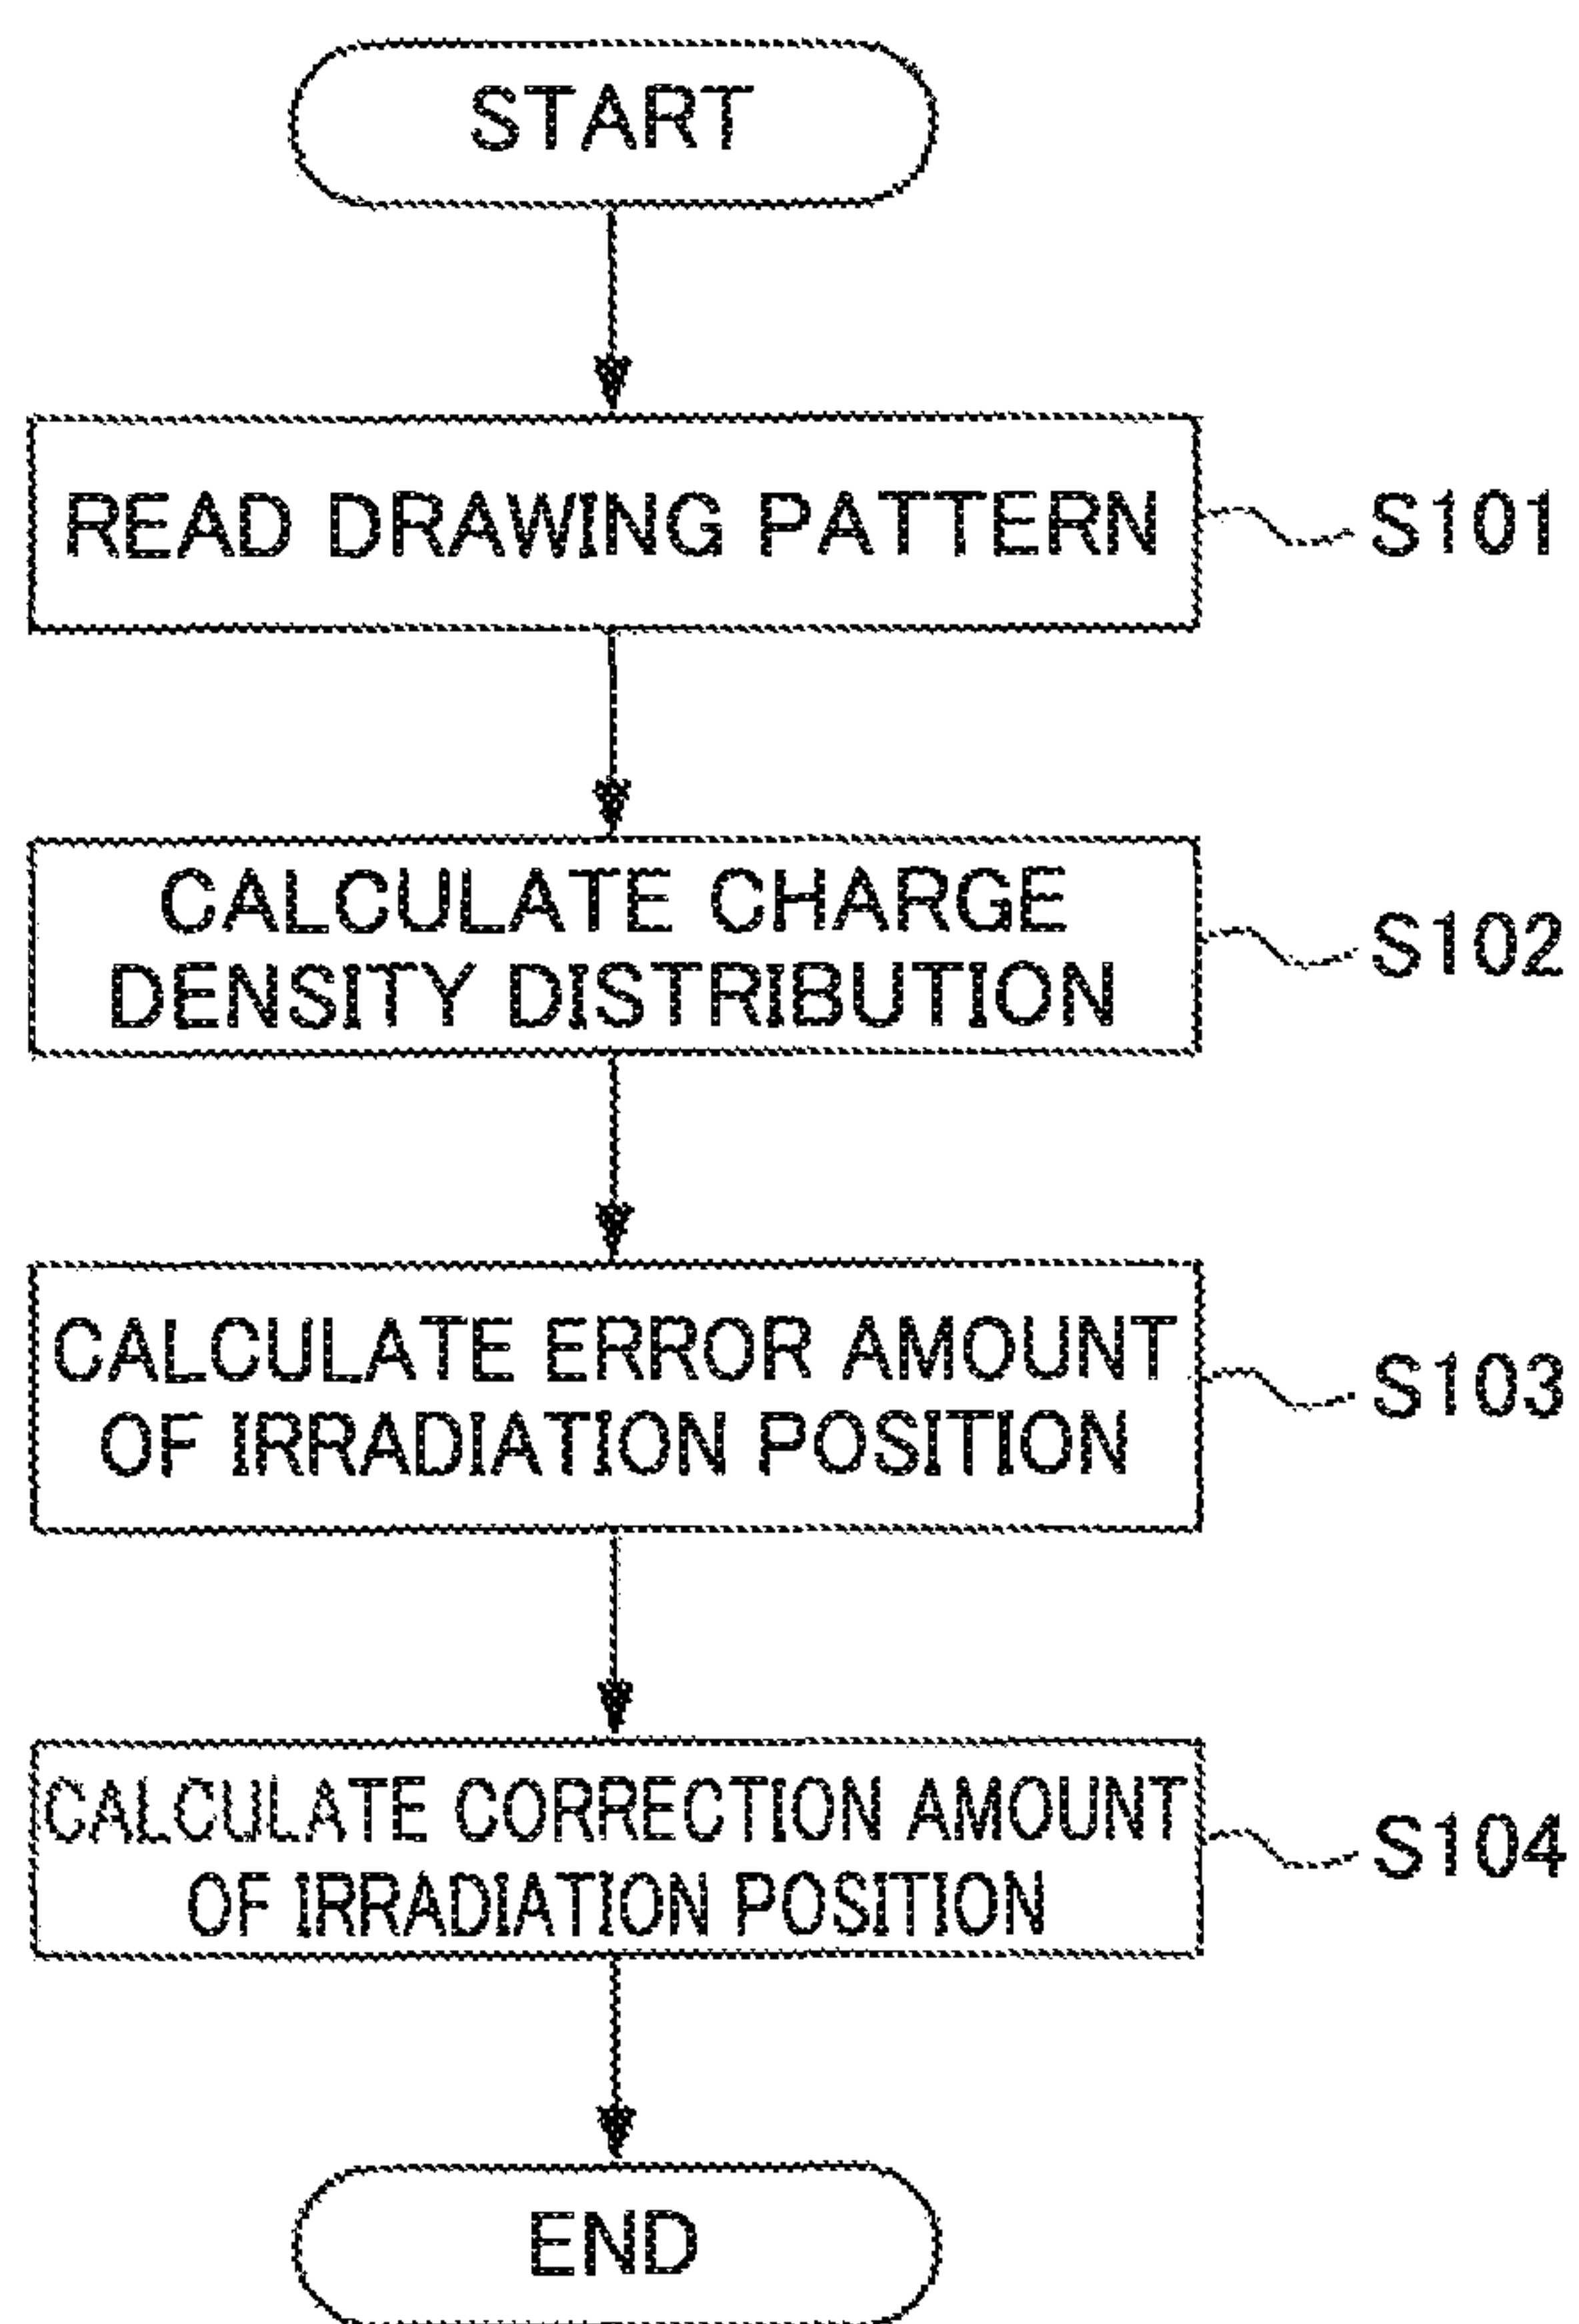 START
READ DRAWING PATTERN
S101
CALCULATE CHARGE
DENSITY DISTRIBUTION
S102
CALCULATE ERROR AMOUNT
OF IRRADIATION POSITION
S103
CALCULATE CORRECTION AMOUNT
OF IRRADIATION POSITION
S104
END